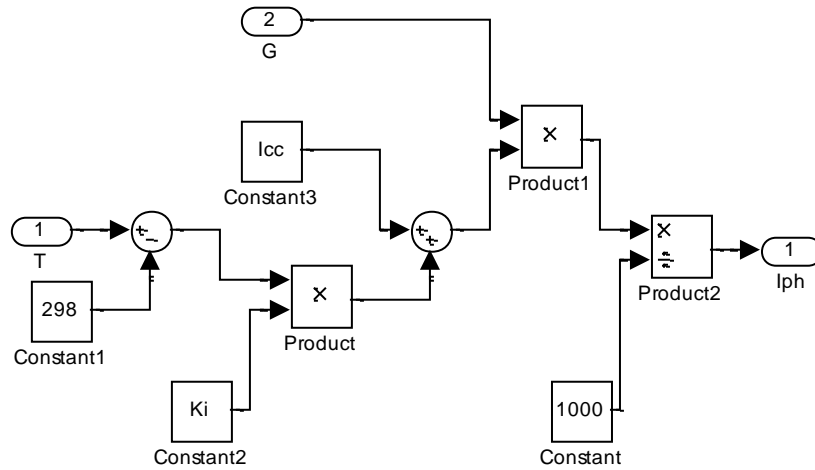 2
G
Icc
Constant3
×
Product1
1
T
+
−
+
+
×
÷
Product2
1
Iph
298
Constant1
×
Product
Ki
Constant2
1000
Constant